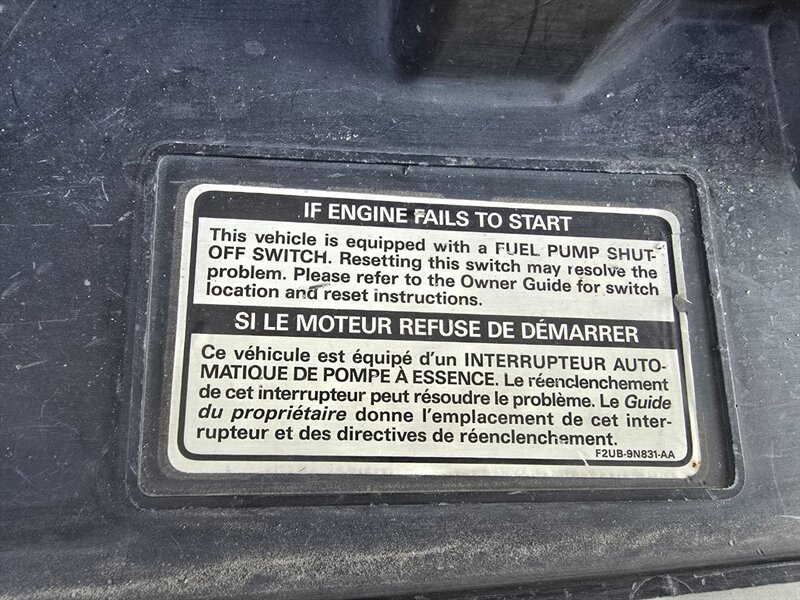 IF ENGINE FAILS TO START
This vehicle is equipped with a FUEL PUMP SHUT-
OFF SWITCH. Resetting this switch may resolve the
problem. Please refer to the Owner Guide for switch
location and reset instructions.
SI LE MOTEUR REFUSE DE DÉMARRER
Ce véhicule est équipé d'un INTERRUPTEUR AUTO-
MATIQUE DE POMPE À ESSENCE. Le réenclenchement
de cet interrupteur peut résoudre le problème. Le Guide
du propriétaire donne l'emplacement de cet inter-
rupteur et des directives de réenclenchement.
F2UB-9N831-AA